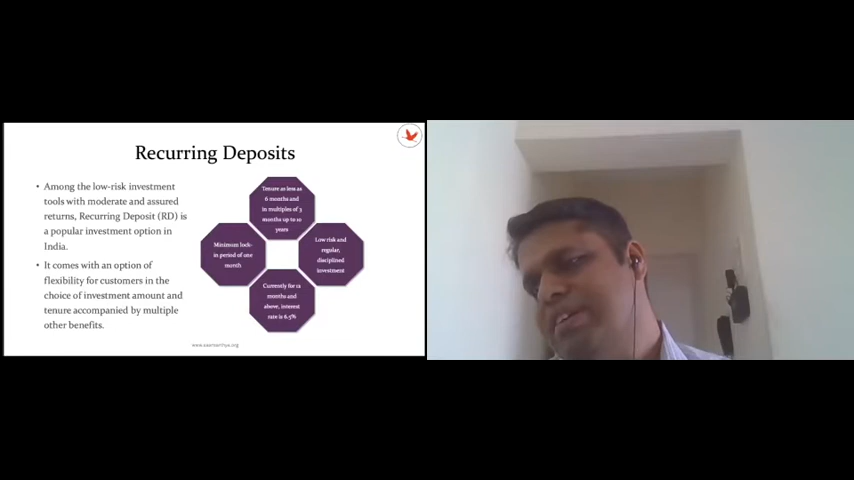 Recurring Deposits
• Among the low-risk investment
tools with moderate and assured
returns, Recurring Deposit (RD) is
a popular investment option in
India.
• It comes with an option of
flexibility for customers in the
choice of investment amount and
tenure accompanied by multiple
other benefits.
Tenure as less as
6 months and
in multiples of 3
months up to 10
years
Minimum lock-
in period of one
month
Low risk and
regular,
disciplined
investment
Currently for 12
months and
above, interest
rate is 6.5%
www.aasmanthya.org